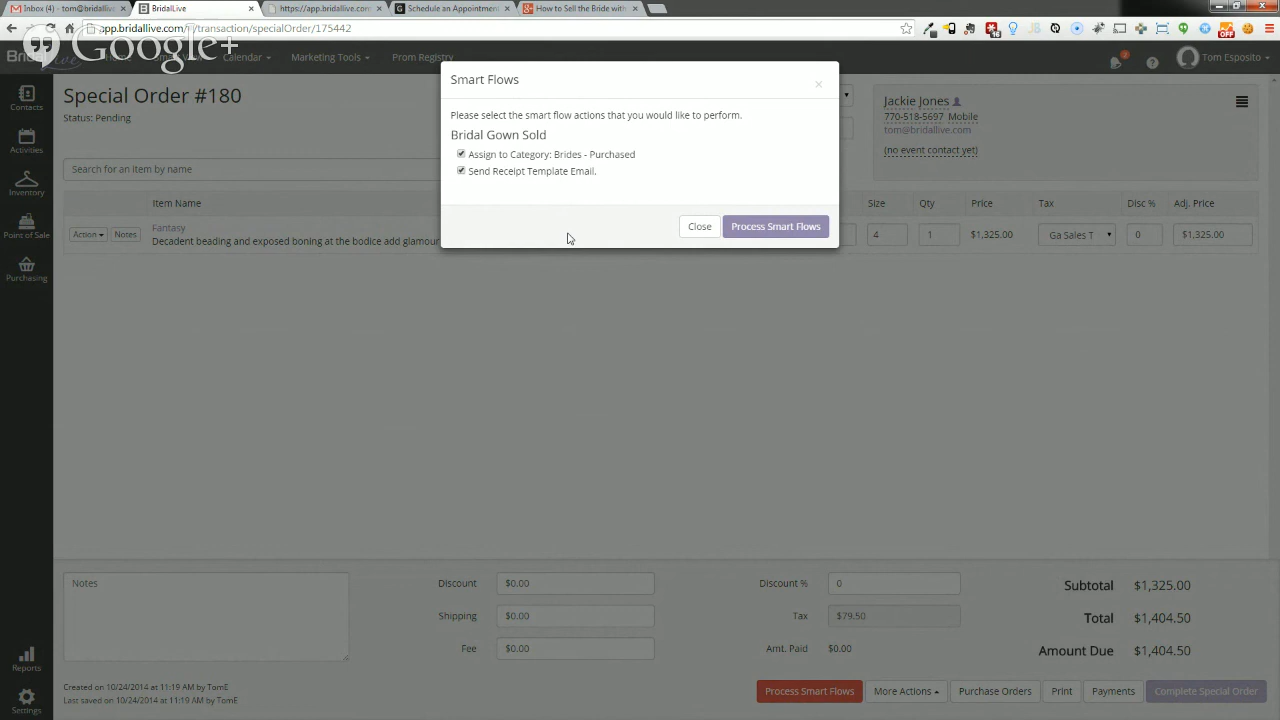 Inbox (4) - tom@bridallive
BridalLive
https://app.bridallive.com
Schedule an Appointment
How to Sell the Bride with
app.bridallive.com/#/transaction/specialOrder/175442
Google+
Calendar
Marketing Tools
Prom Registry
2
Tom Esposito
Contacts
Activities
Inventory
Point of Sale
Purchasing
Reports
Settings
Special Order #180
Status: Pending
Search for an item by name
Smart Flows
Please select the smart flow actions that you would like to perform.
Bridal Gown Sold
Assign to Category: Brides - Purchased
Send Receipt Template Email.
Close
Process Smart Flows
Jackie Jones
770-518-5697 Mobile
tom@bridallive.com
(no event contact yet)
Item Name
Size
Qty
Price
Tax
Disc %
Adj. Price
Action
Notes
Fantasy
Decadent beading and exposed boning at the bodice add glamour
4
1
$1,325.00
Ga Sales T
0
$1,325.00
Notes
Discount $0.00
Shipping $0.00
Fee $0.00
Discount % 0
Tax $79.50
Amt. Paid $0.00
Subtotal $1,325.00
Total $1,404.50
Amount Due $1,404.50
Created on 10/24/2014 at 11:19 AM by TomE
Last saved on 10/24/2014 at 11:19 AM by TomE
Process Smart Flows
More Actions
Purchase Orders
Print
Payments
Complete Special Order